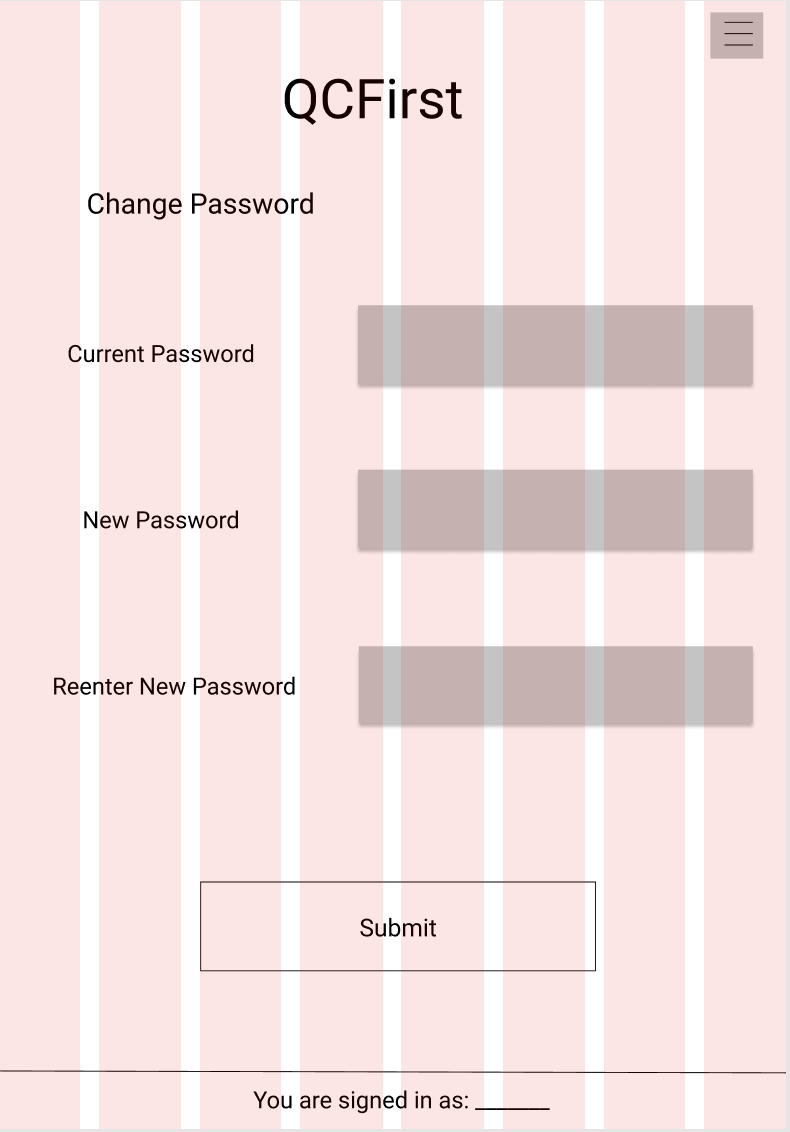 QCFirst
Change Password
Current Password
New Password
Reenter New Password
Submit
You are signed in as: _______